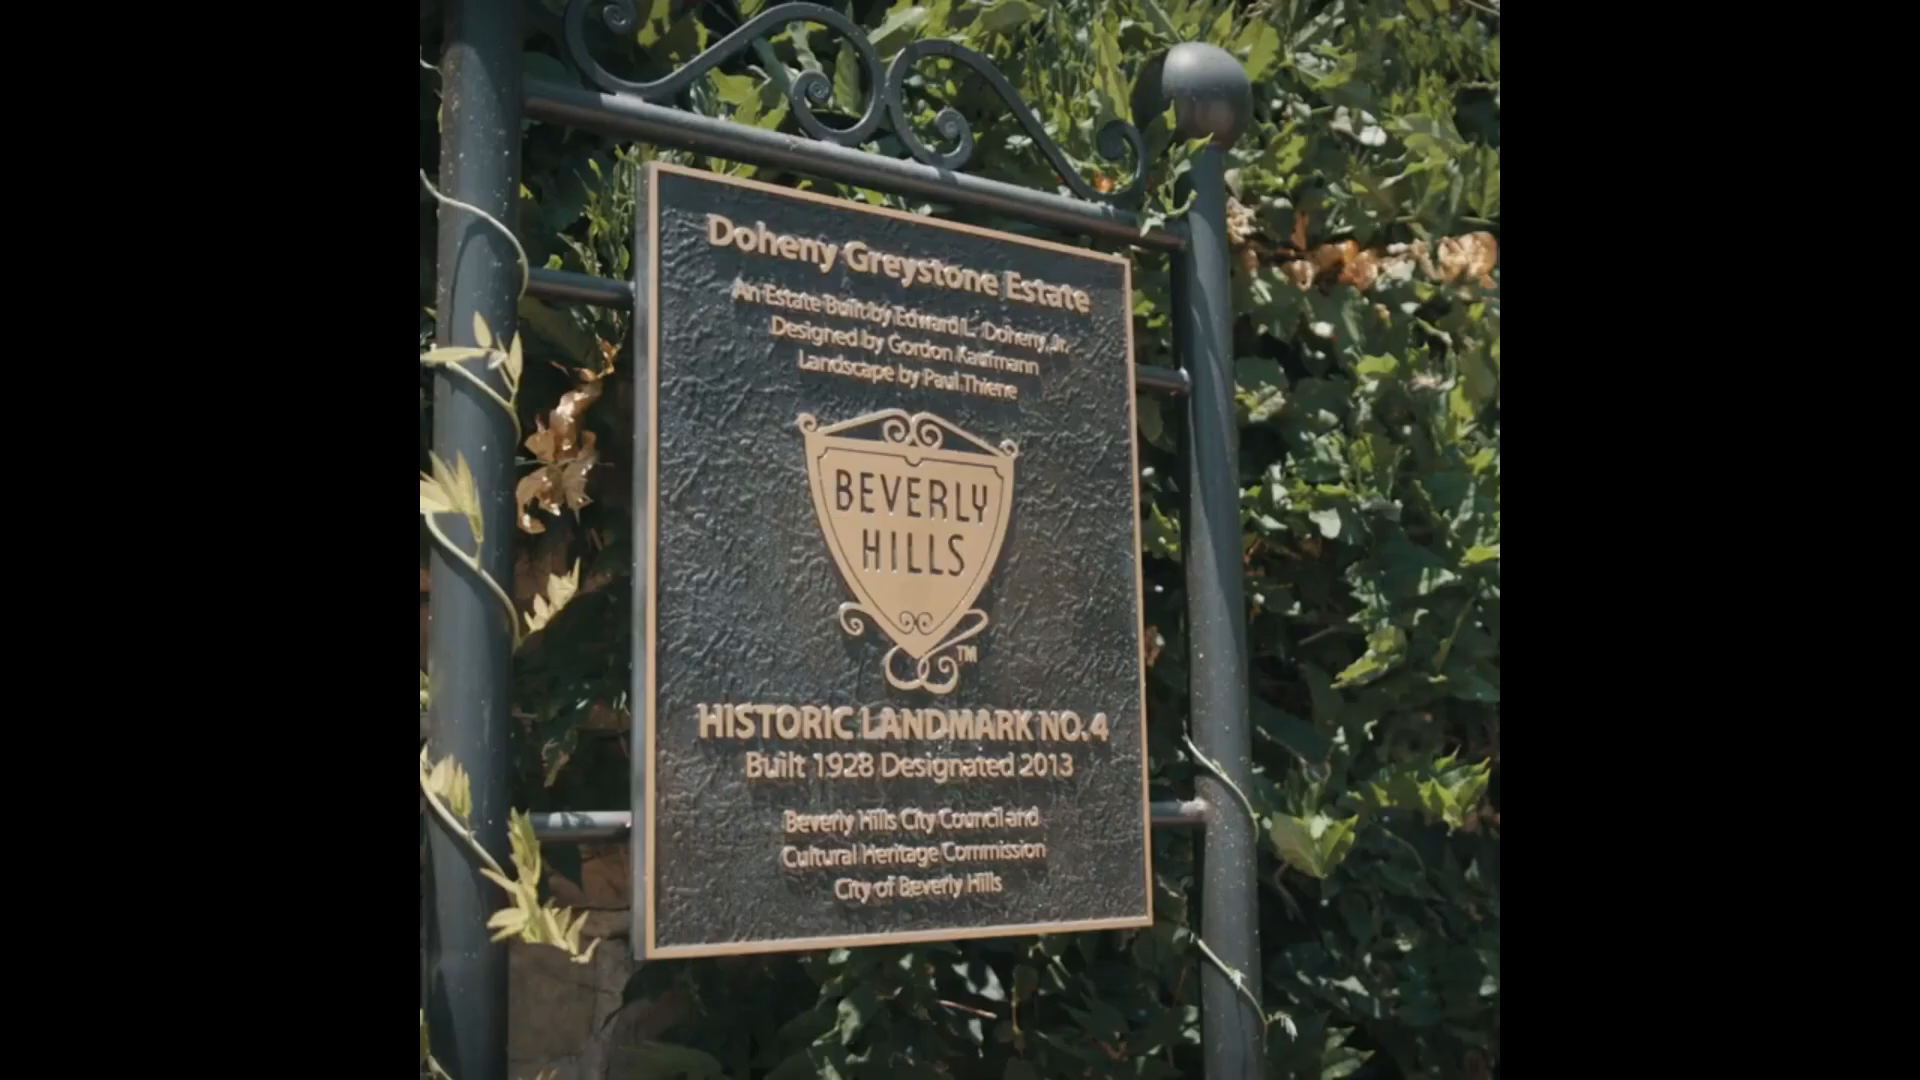 Doheny Greystone Estate
An Estate Built by Edward L. Doheny, Jr.
Designed by Gordon Kaufmann
Landscape by Paul Thiene
BEVERLY
HILLS
TM
HISTORIC LANDMARK NO. 4
Built 1928 Designated 2013
Beverly Hills City Council and
Cultural Heritage Commission
City of Beverly Hills